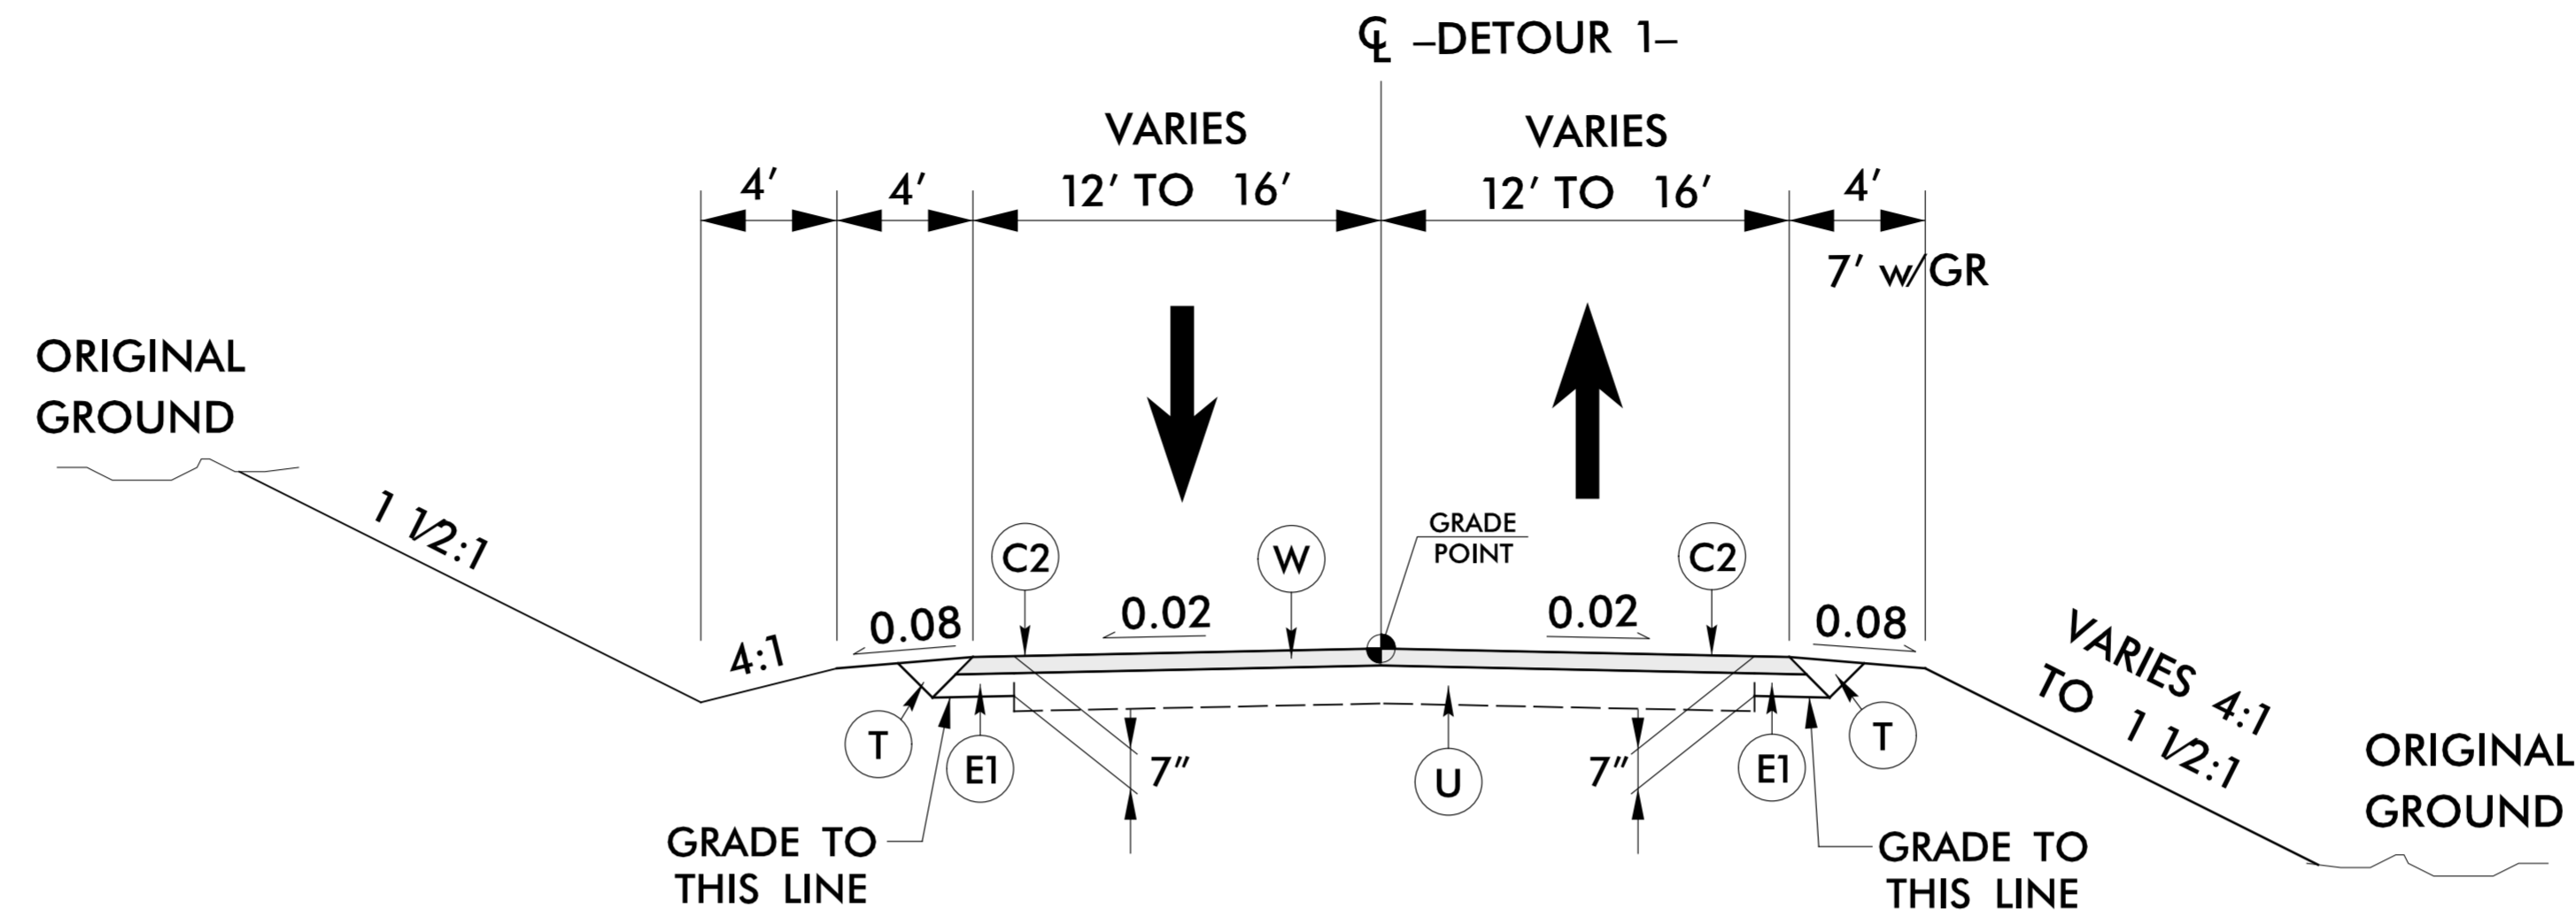 ℄ –DETOUR 1–
VARIES
12' TO 16'
VARIES
12' TO 16'
4'
4'
4'
7' w/GR
ORIGINAL
GROUND
1 1/2:1
4:1
0.08
C2
0.02
W
GRADE
POINT
0.02
C2
0.08
VARIES 4:1
TO 1 1/2:1
ORIGINAL
GROUND
T
E1
7"
U
7"
E1
T
GRADE TO
THIS LINE
GRADE TO
THIS LINE